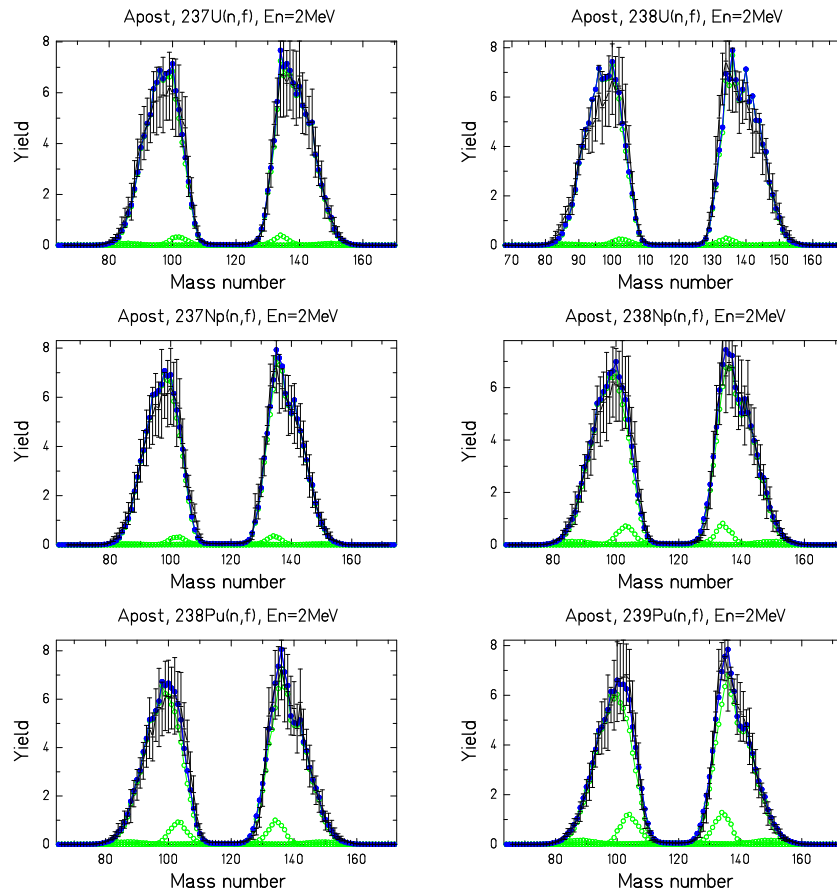 Apost, 237U(n,f), En=2MeV
8
6
4
2
0
Yield
80 100 120 140 160
Mass number
Apost, 238U(n,f), En=2MeV
8
6
4
2
0
Yield
70 80 90 100 110 120 130 140 150 160
Mass number
Apost, 237Np(n,f), En=2MeV
8
6
4
2
0
Yield
80 100 120 140 160
Mass number
Apost, 238Np(n,f), En=2MeV
6
4
2
0
Yield
80 100 120 140 160
Mass number
Apost, 238Pu(n,f), En=2MeV
8
6
4
2
0
Yield
80 100 120 140 160
Mass number
Apost, 239Pu(n,f), En=2MeV
8
6
4
2
0
Yield
80 100 120 140 160
Mass number